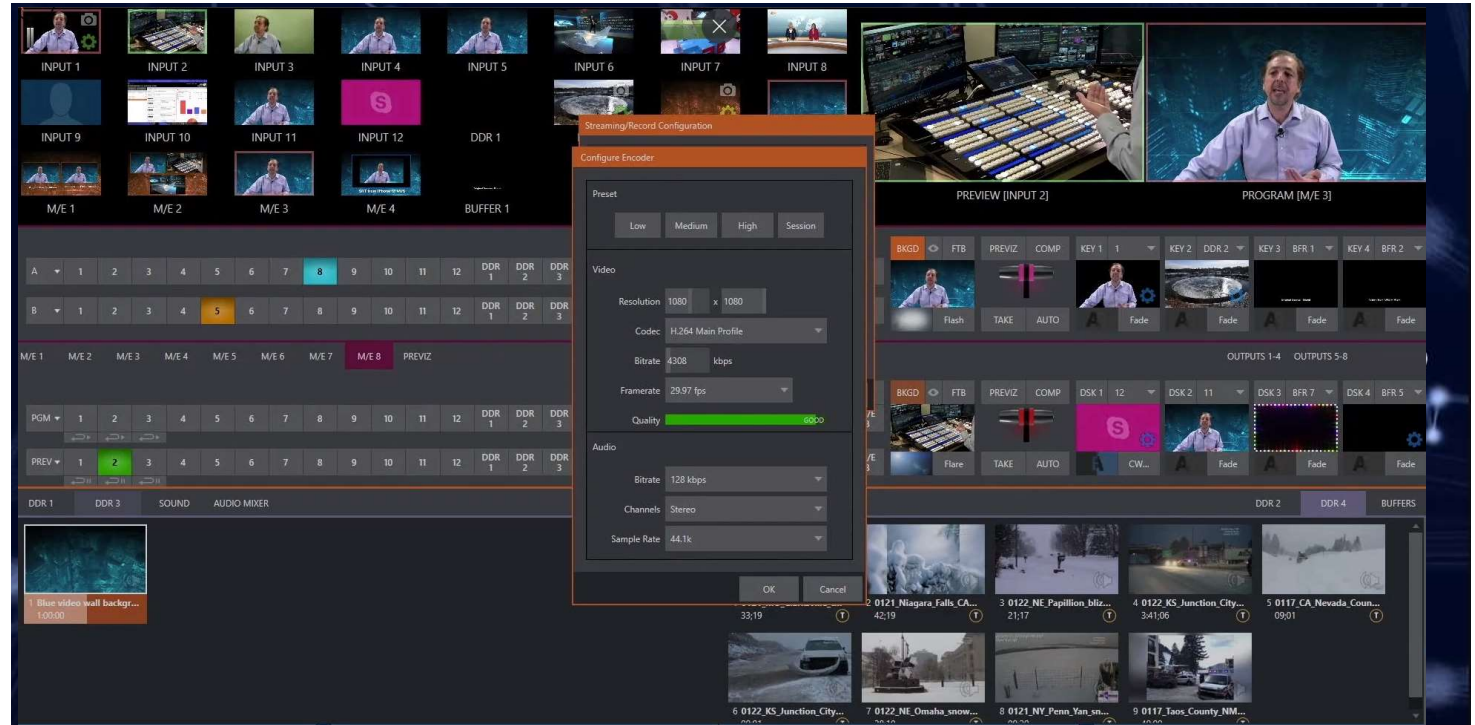 INPUT 1 INPUT 2 INPUT 3 INPUT 4 INPUT 5 INPUT 6 INPUT 7 INPUT 8
INPUT 9 INPUT 10 INPUT 11 INPUT 12 DDR 1
M/E 1 M/E 2 M/E 3 M/E 4 BUFFER 1
PREVIEW [INPUT 2] PROGRAM [M/E 3]
Streaming/Record Configuration
Configure Encoder
Preset
Low Medium High Session
Video
Resolution 1080 x 1080
Codec H.264 Main Profile
Bitrate 4308 kbps
Framerate 29.97 fps
Quality GOOD
Audio
Bitrate 128 kbps
Channels Stereo
Sample Rate 44.1k
OK Cancel
A 1 2 3 4 5 6 7 8 9 10 11 12 DDR 1 DDR 2 DDR 3
B 1 2 3 4 5 6 7 8 9 10 11 12 DDR 1 DDR 2 DDR 3
BKGD FTB PREVIZ COMP KEY 1 1 KEY 2 DDR 2 KEY 3 BFR 1 KEY 4 BFR 2
Flash TAKE AUTO Fade Fade Fade Fade
M/E 1 M/E 2 M/E 3 M/E 4 M/E 5 M/E 6 M/E 7 M/E 8 PREVIZ
OUTPUTS 1-4 OUTPUTS 5-8
PGM 1 2 3 4 5 6 7 8 9 10 11 12 DDR 1 DDR 2 DDR 3
PREV 1 2 3 4 5 6 7 8 9 10 11 12 DDR 1 DDR 2 DDR 3
BKGD FTB PREVIZ COMP DSK 1 12 DSK 2 11 DSK 3 BFR 7 DSK 4 BFR 5
Flare TAKE AUTO CW... Fade Fade Fade
DDR 1 DDR 3 SOUND AUDIO MIXER
DDR 2 DDR 4 BUFFERS
1 Blue video wall backgr...
1:00:00
33;19
2 0121_Niagara_Falls_CA...
42;19
3 0122_NE_Papillion_bliz...
21;17
4 0122_KS_Junction_City...
3:41;06
5 0117_CA_Nevada_Coun...
09;01
6 0122_KS_Junction_City...
7 0122_NE_Omaha_snow...
8 0121_NY_Penn_Yan_sn...
9 0117_Taos_County_NM...